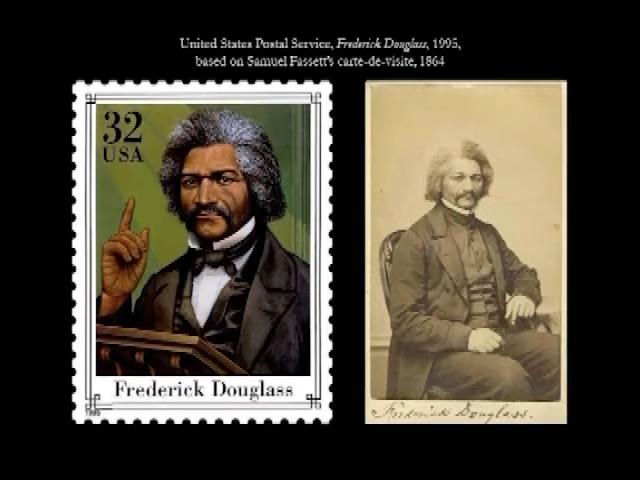 United States Postal Service, Frederick Douglass, 1995,
based on Samuel Fassett's carte-de-visite, 1864
32
USA
Frederick Douglass
1995
Frederick Douglass.